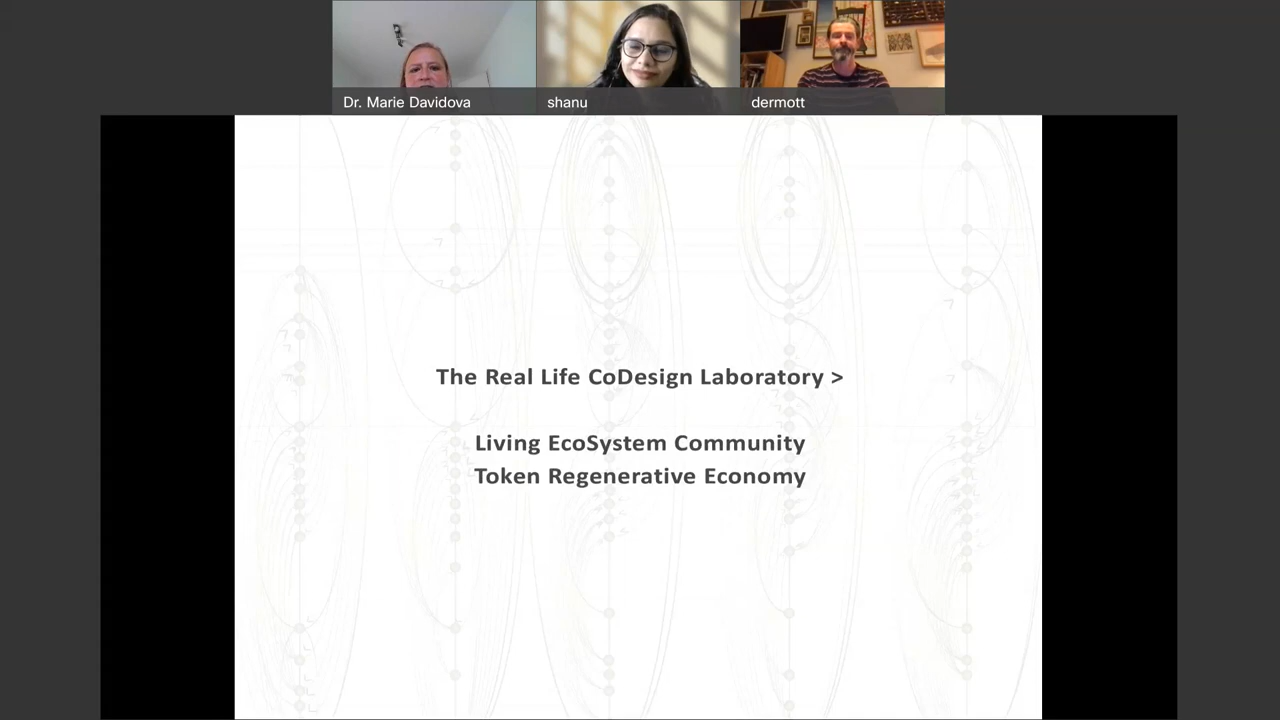 Dr. Marie Davidova
shanu
dermott
The Real Life CoDesign Laboratory >
Living EcoSystem Community
Token Regenerative Economy